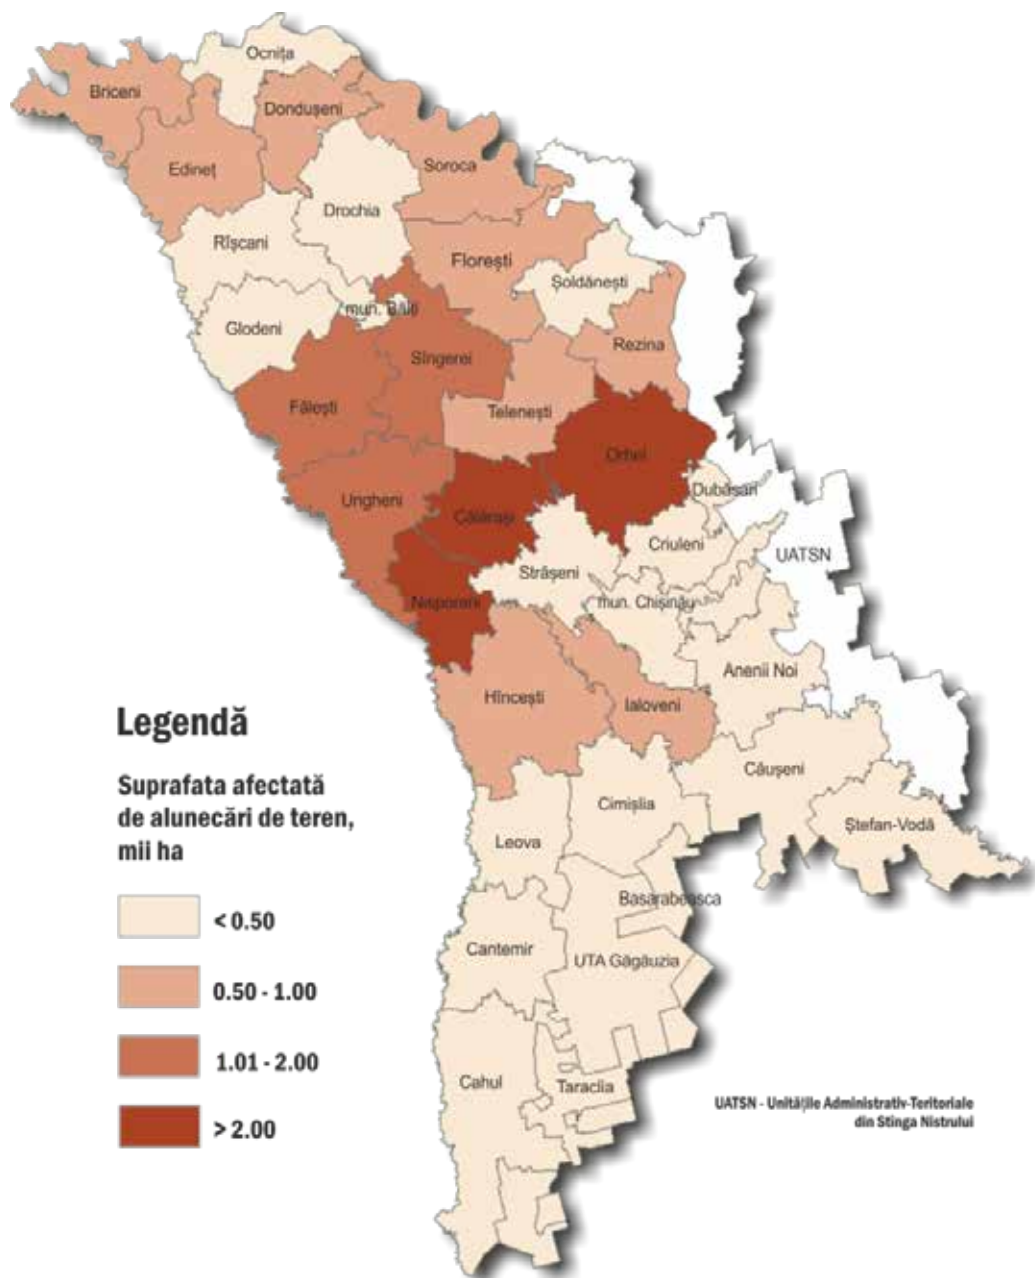 Ocnița
Briceni
Dondușeni
Edineț
Soroca
Drochia
Rîșcani
Florești
Șoldănești
mun. Bălți
Glodeni
Rezina
Sîngerei
Fălești
Telenești
Orhei
Dubăsari
Ungheni
Călărași
Criuleni
UATSN
Strășeni
Nisporeni
mun. Chișinău
Anenii Noi
Hîncești
Ialoveni
Căușeni
Cimișlia
Ștefan-Vodă
Leova
Basarabeasca
Cantemir
UTA Găgăuzia
Cahul
Taraclia
Legendă
Suprafata afectată
de alunecări de teren,
mii ha
< 0.50
0.50 - 1.00
1.01 - 2.00
> 2.00
UATSN - Unitățile Administrativ-Teritoriale
din Stinga Nistrului